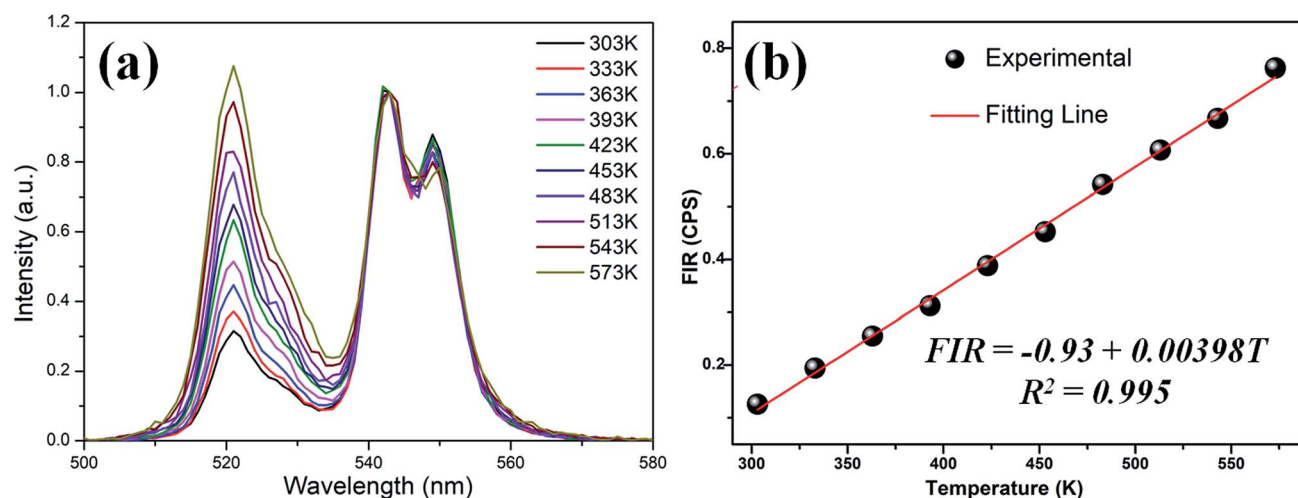 (a)
1.2
1.0
0.8
0.6
0.4
0.2
0.0
Intensity (a.u.)
500
520
540
560
580
Wavelength (nm)
303K
333K
363K
393K
423K
453K
483K
513K
543K
573K
(b)
0.8
0.6
0.4
0.2
FIR (CPS)
Experimental
Fitting Line
FIR = -0.93 + 0.00398T
R² = 0.995
300
350
400
450
500
550
Temperature (K)